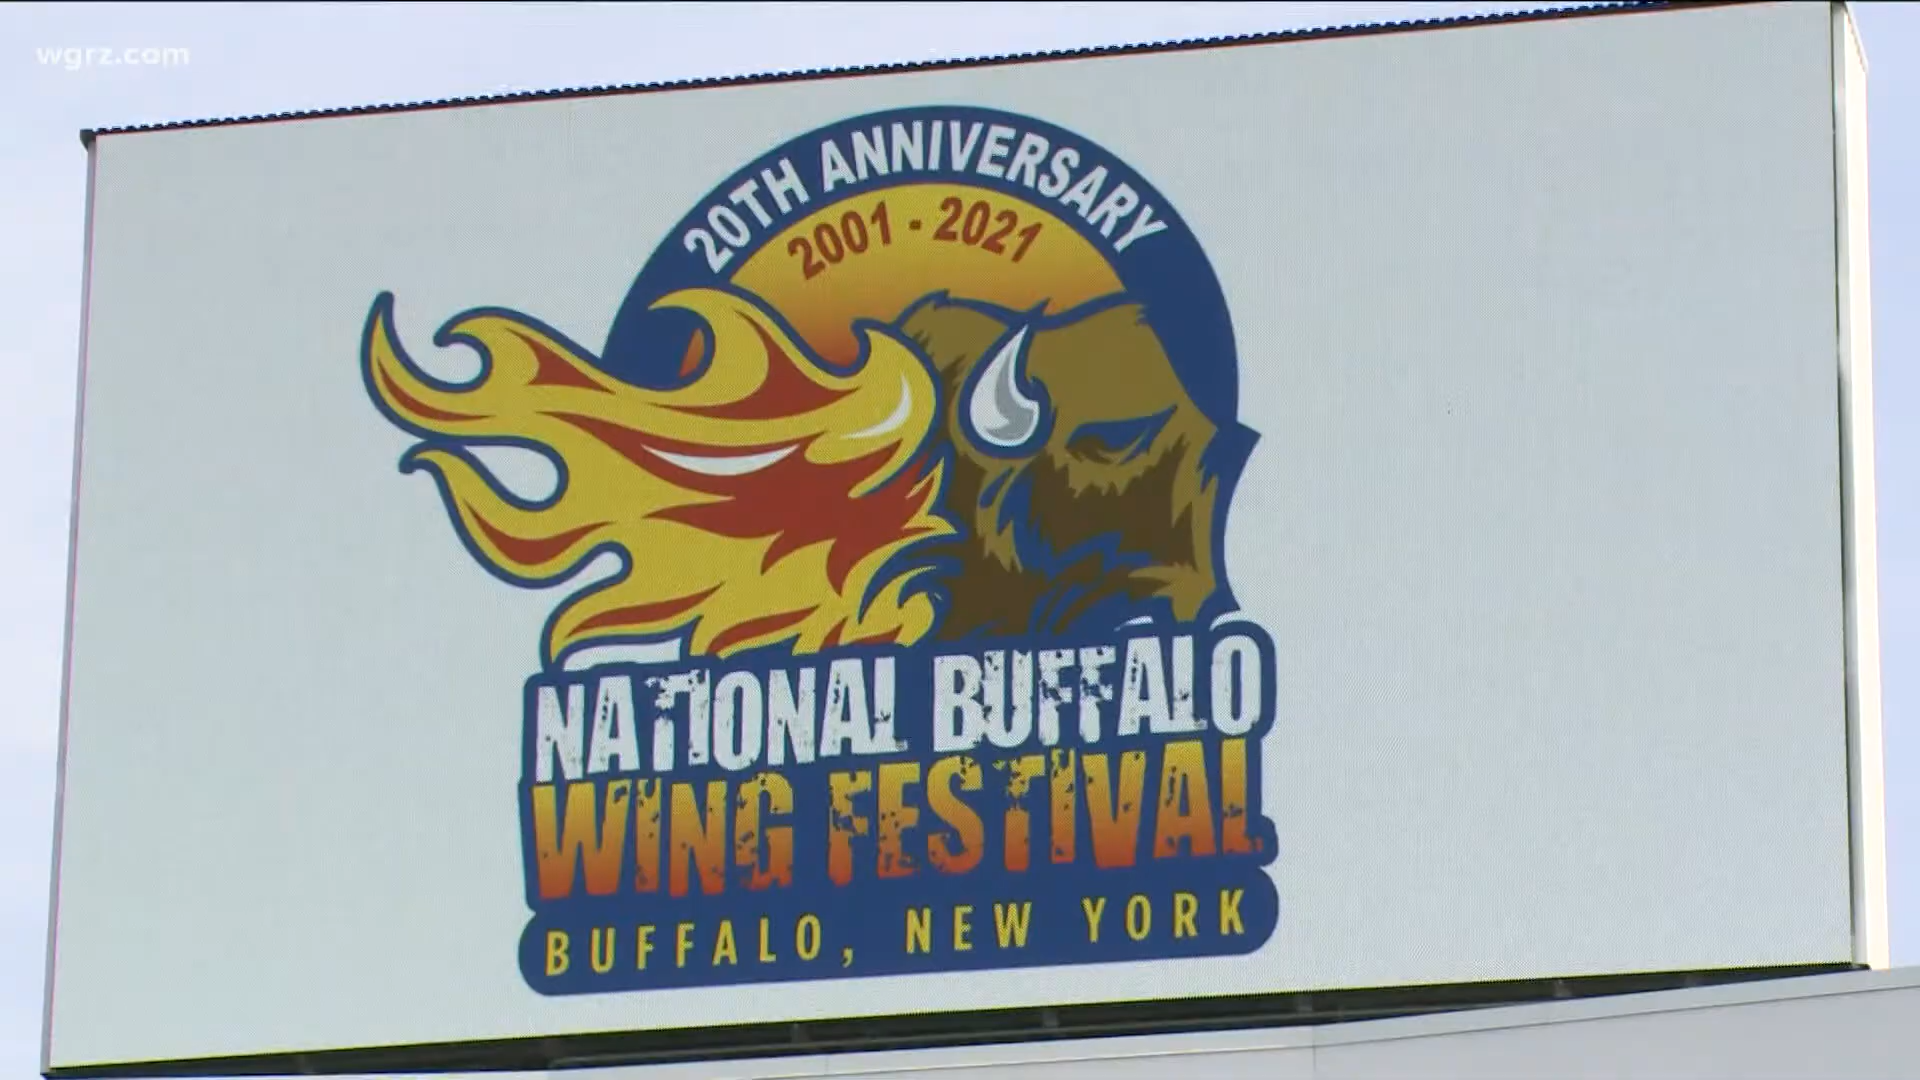 wgrz.com
20TH ANNIVERSARY
2001 - 2021
NATIONAL BUFFALO
WING FESTIVAL
BUFFALO, NEW YORK